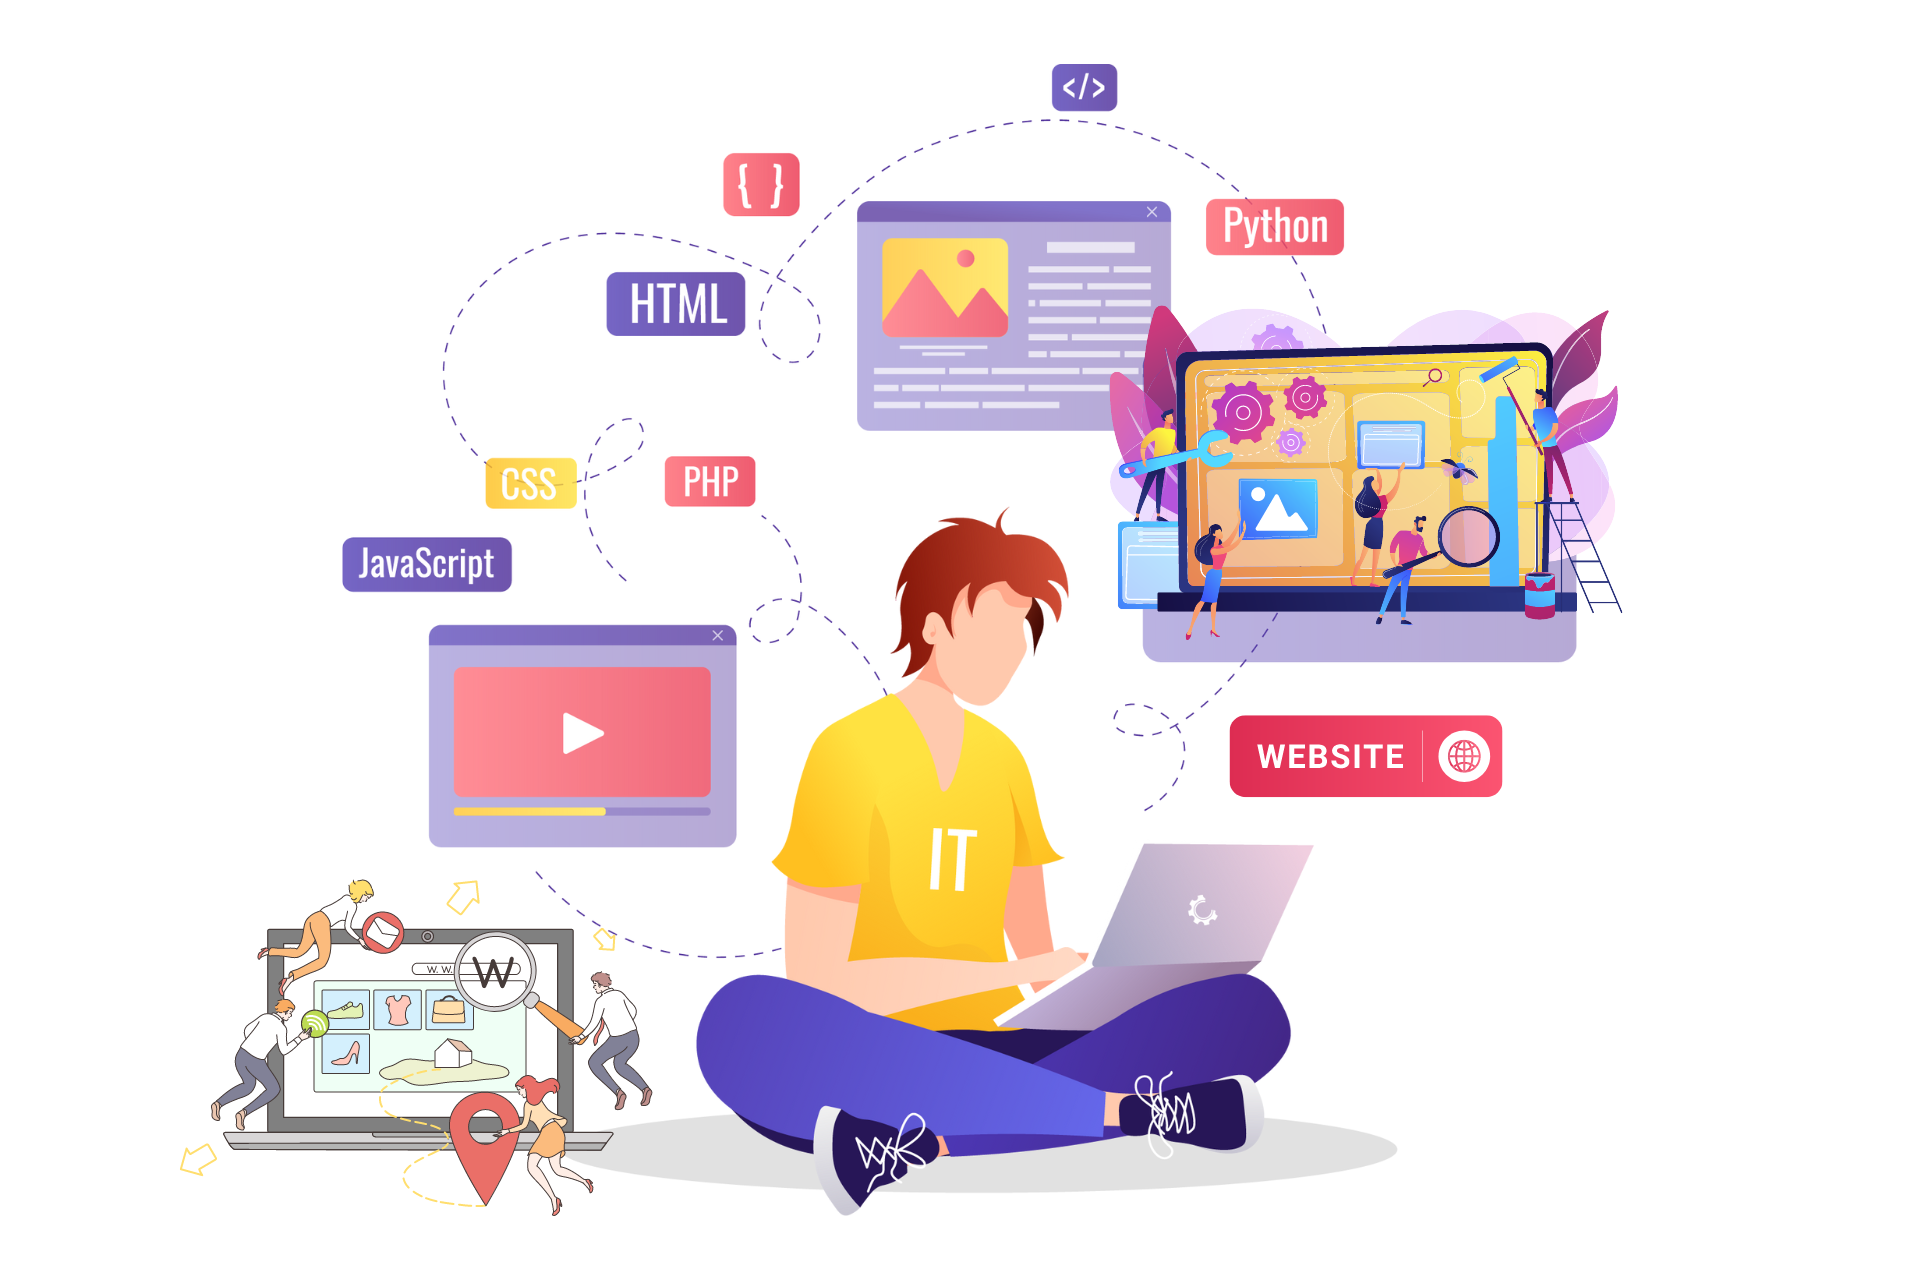 </>
{ }
Python
HTML
CSS
PHP
JavaScript
WEBSITE
IT
W. W.
W